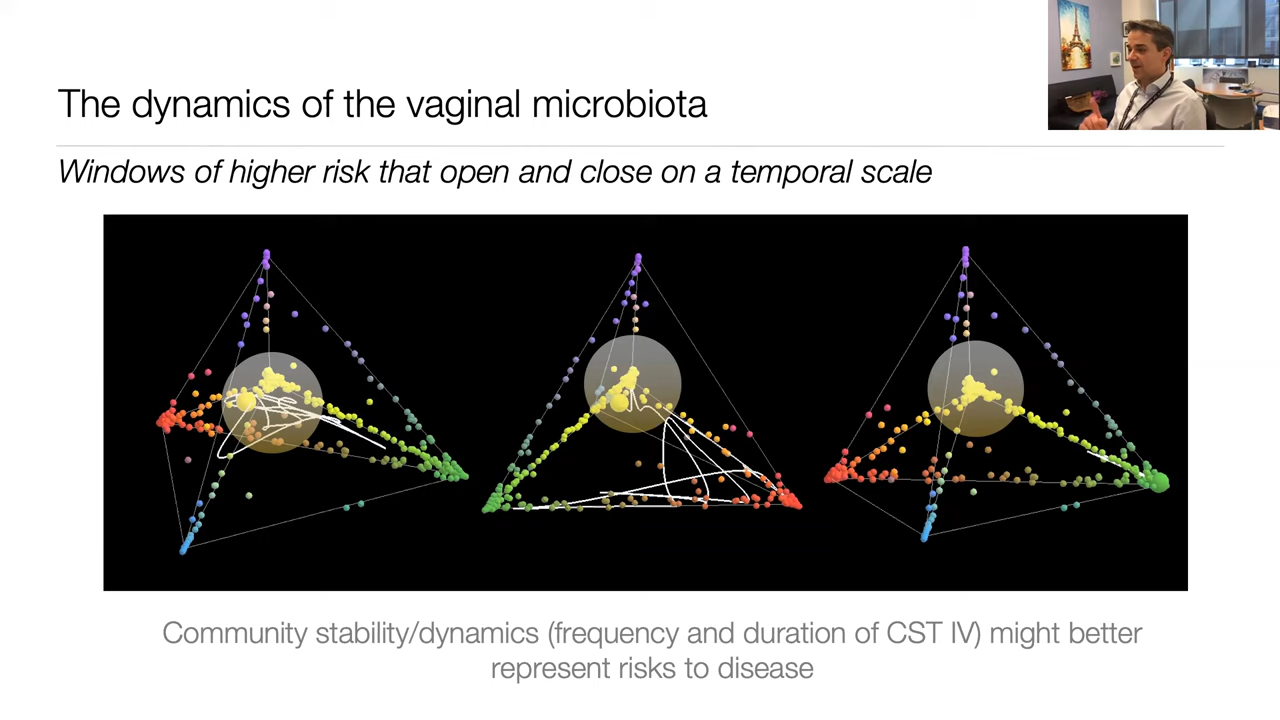 The dynamics of the vaginal microbiota
Windows of higher risk that open and close on a temporal scale
Community stability/dynamics (frequency and duration of CST IV) might better
represent risks to disease